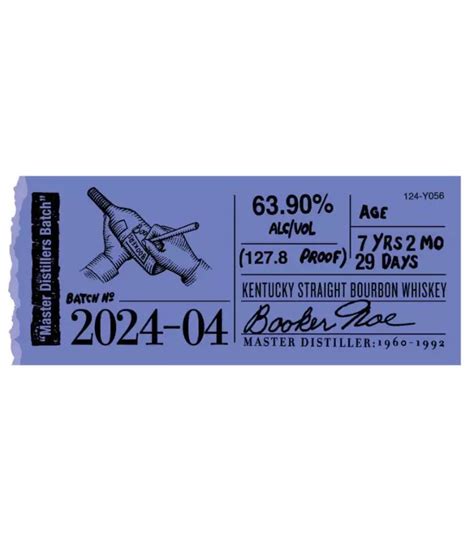 "Master Distillers Batch"
BOOKER'S
BATCH Nº
2024-04
63.90%
ALC/VOL
(127.8 PROOF)
124-Y056
AGE
7 YRS 2 MO
29 DAYS
KENTUCKY STRAIGHT BOURBON WHISKEY
Booker Noe
MASTER DISTILLER: 1960-1992